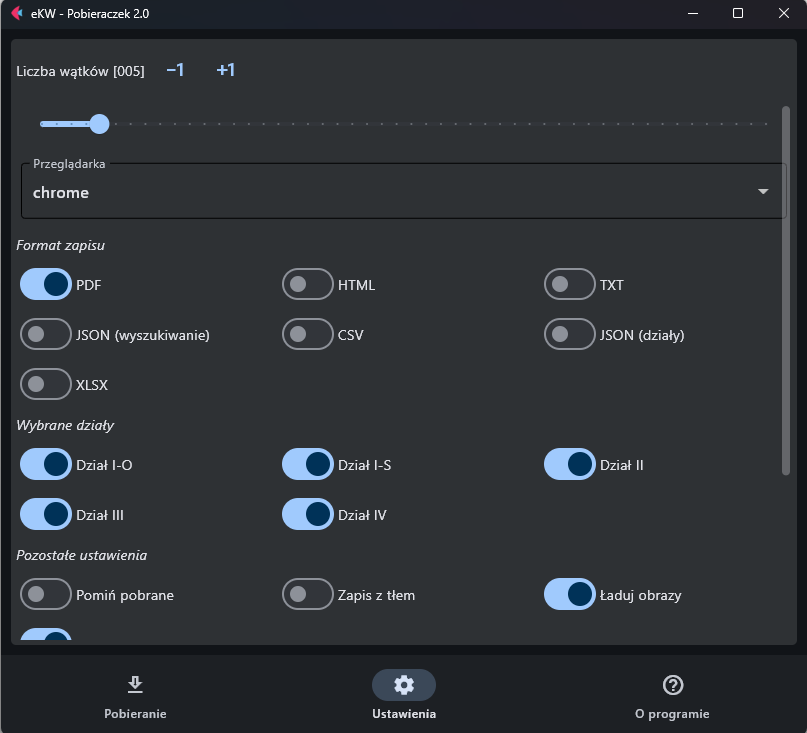 eKW - Pobieraczek 2.0
Liczba wątków [005] −1 +1
Przeglądarka
chrome
Format zapisu
PDF HTML TXT
JSON (wyszukiwanie) CSV JSON (działy)
XLSX
Wybrane działy
Dział I-O Dział I-S Dział II
Dział III Dział IV
Pozostałe ustawienia
Pomiń pobrane Zapis z tłem Ładuj obrazy
Pobieranie Ustawienia O programie